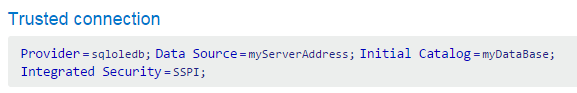 Trusted connection
Provider=sqloledb; Data Source=myServerAddress; Initial Catalog=myDataBase;
Integrated Security=SSPI;